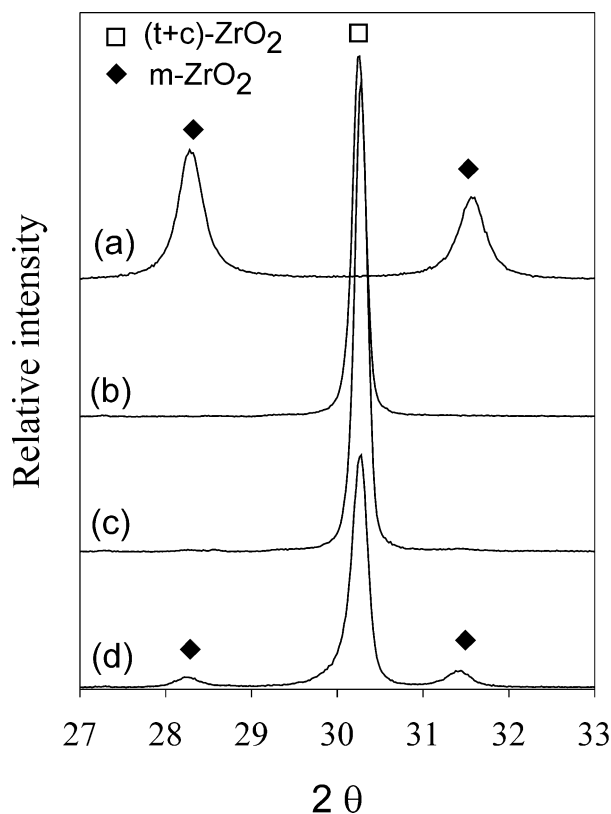 (t+c)-ZrO2
m-ZrO2
(a)
(b)
(c)
(d)
Relative intensity
27 28 29 30 31 32 33
2 θ